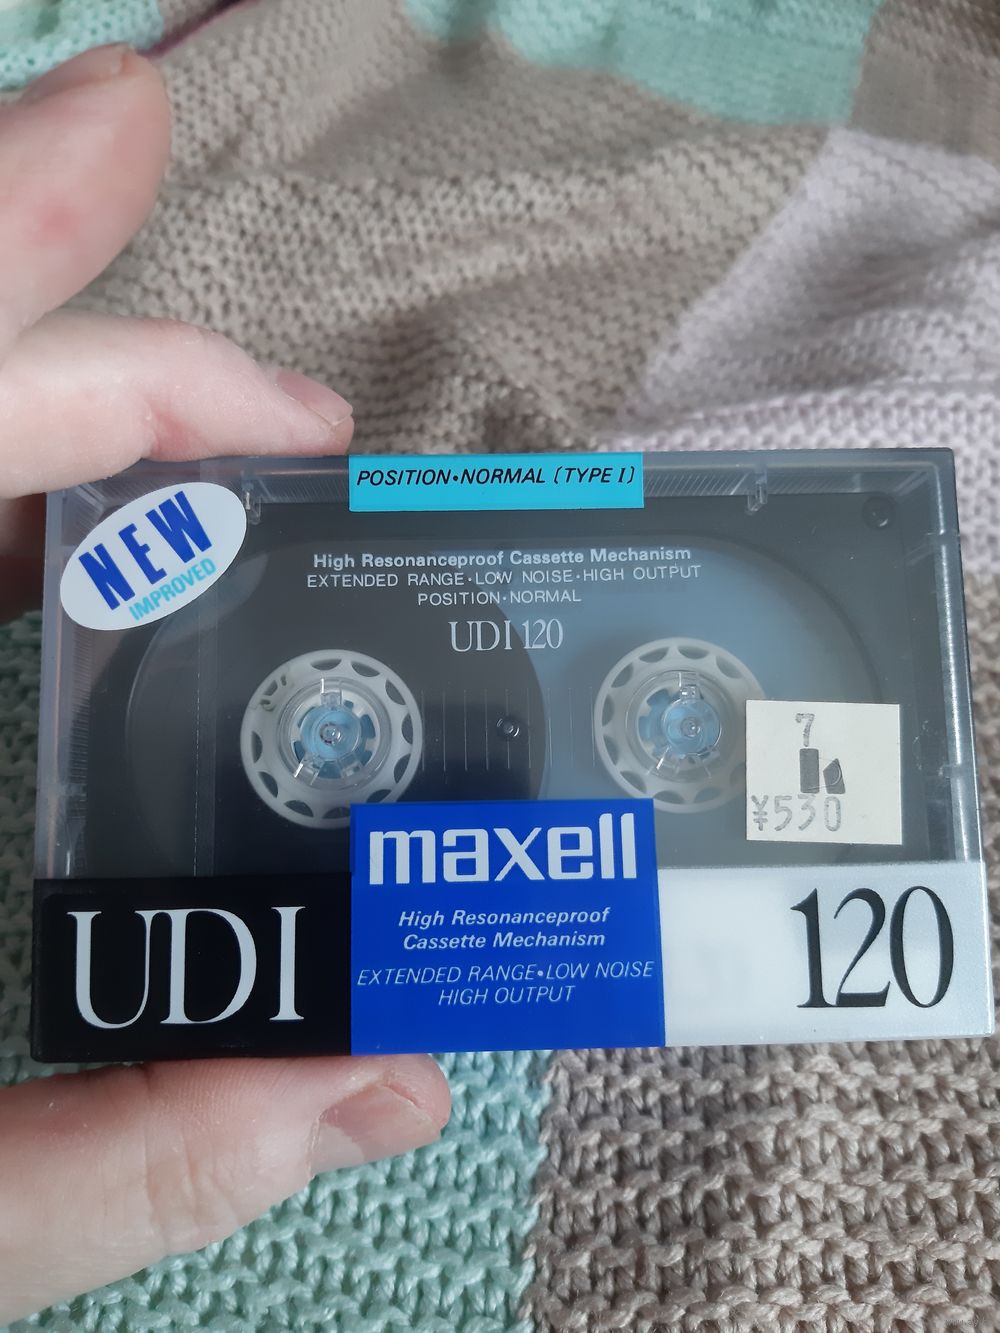 POSITION•NORMAL (TYPE I)
NEW
IMPROVED
High Resonanceproof Cassette Mechanism
EXTENDED RANGE·LOW NOISE·HIGH OUTPUT
POSITION·NORMAL
UDI 120
7
¥530
maxell
High Resonanceproof
Cassette Mechanism
EXTENDED RANGE•LOW NOISE
HIGH OUTPUT
UDI
120